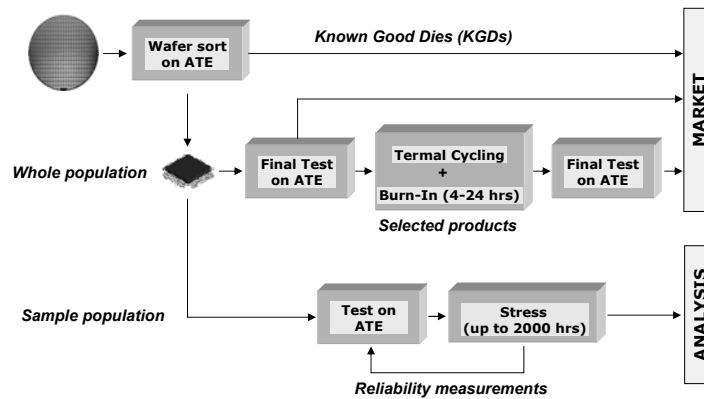 Known Good Dies (KGDs)
Wafer sort
on ATE
MARKET
Whole population
Final Test
on ATE
Termal Cycling
+
Burn-In (4-24 hrs)
Final Test
on ATE
Selected products
Sample population
Test on
ATE
Stress
(up to 2000 hrs)
ANALYSIS
Reliability measurements